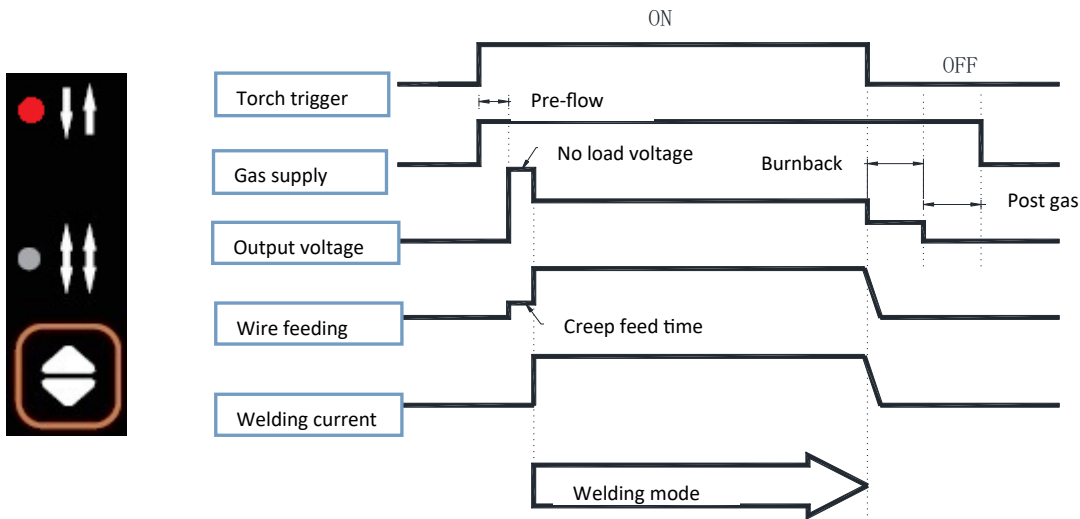 ON
OFF
Torch trigger
Pre-flow
No load voltage
Burnback
Gas supply
Post gas
Output voltage
Wire feeding
Creep feed time
Welding current
Welding mode